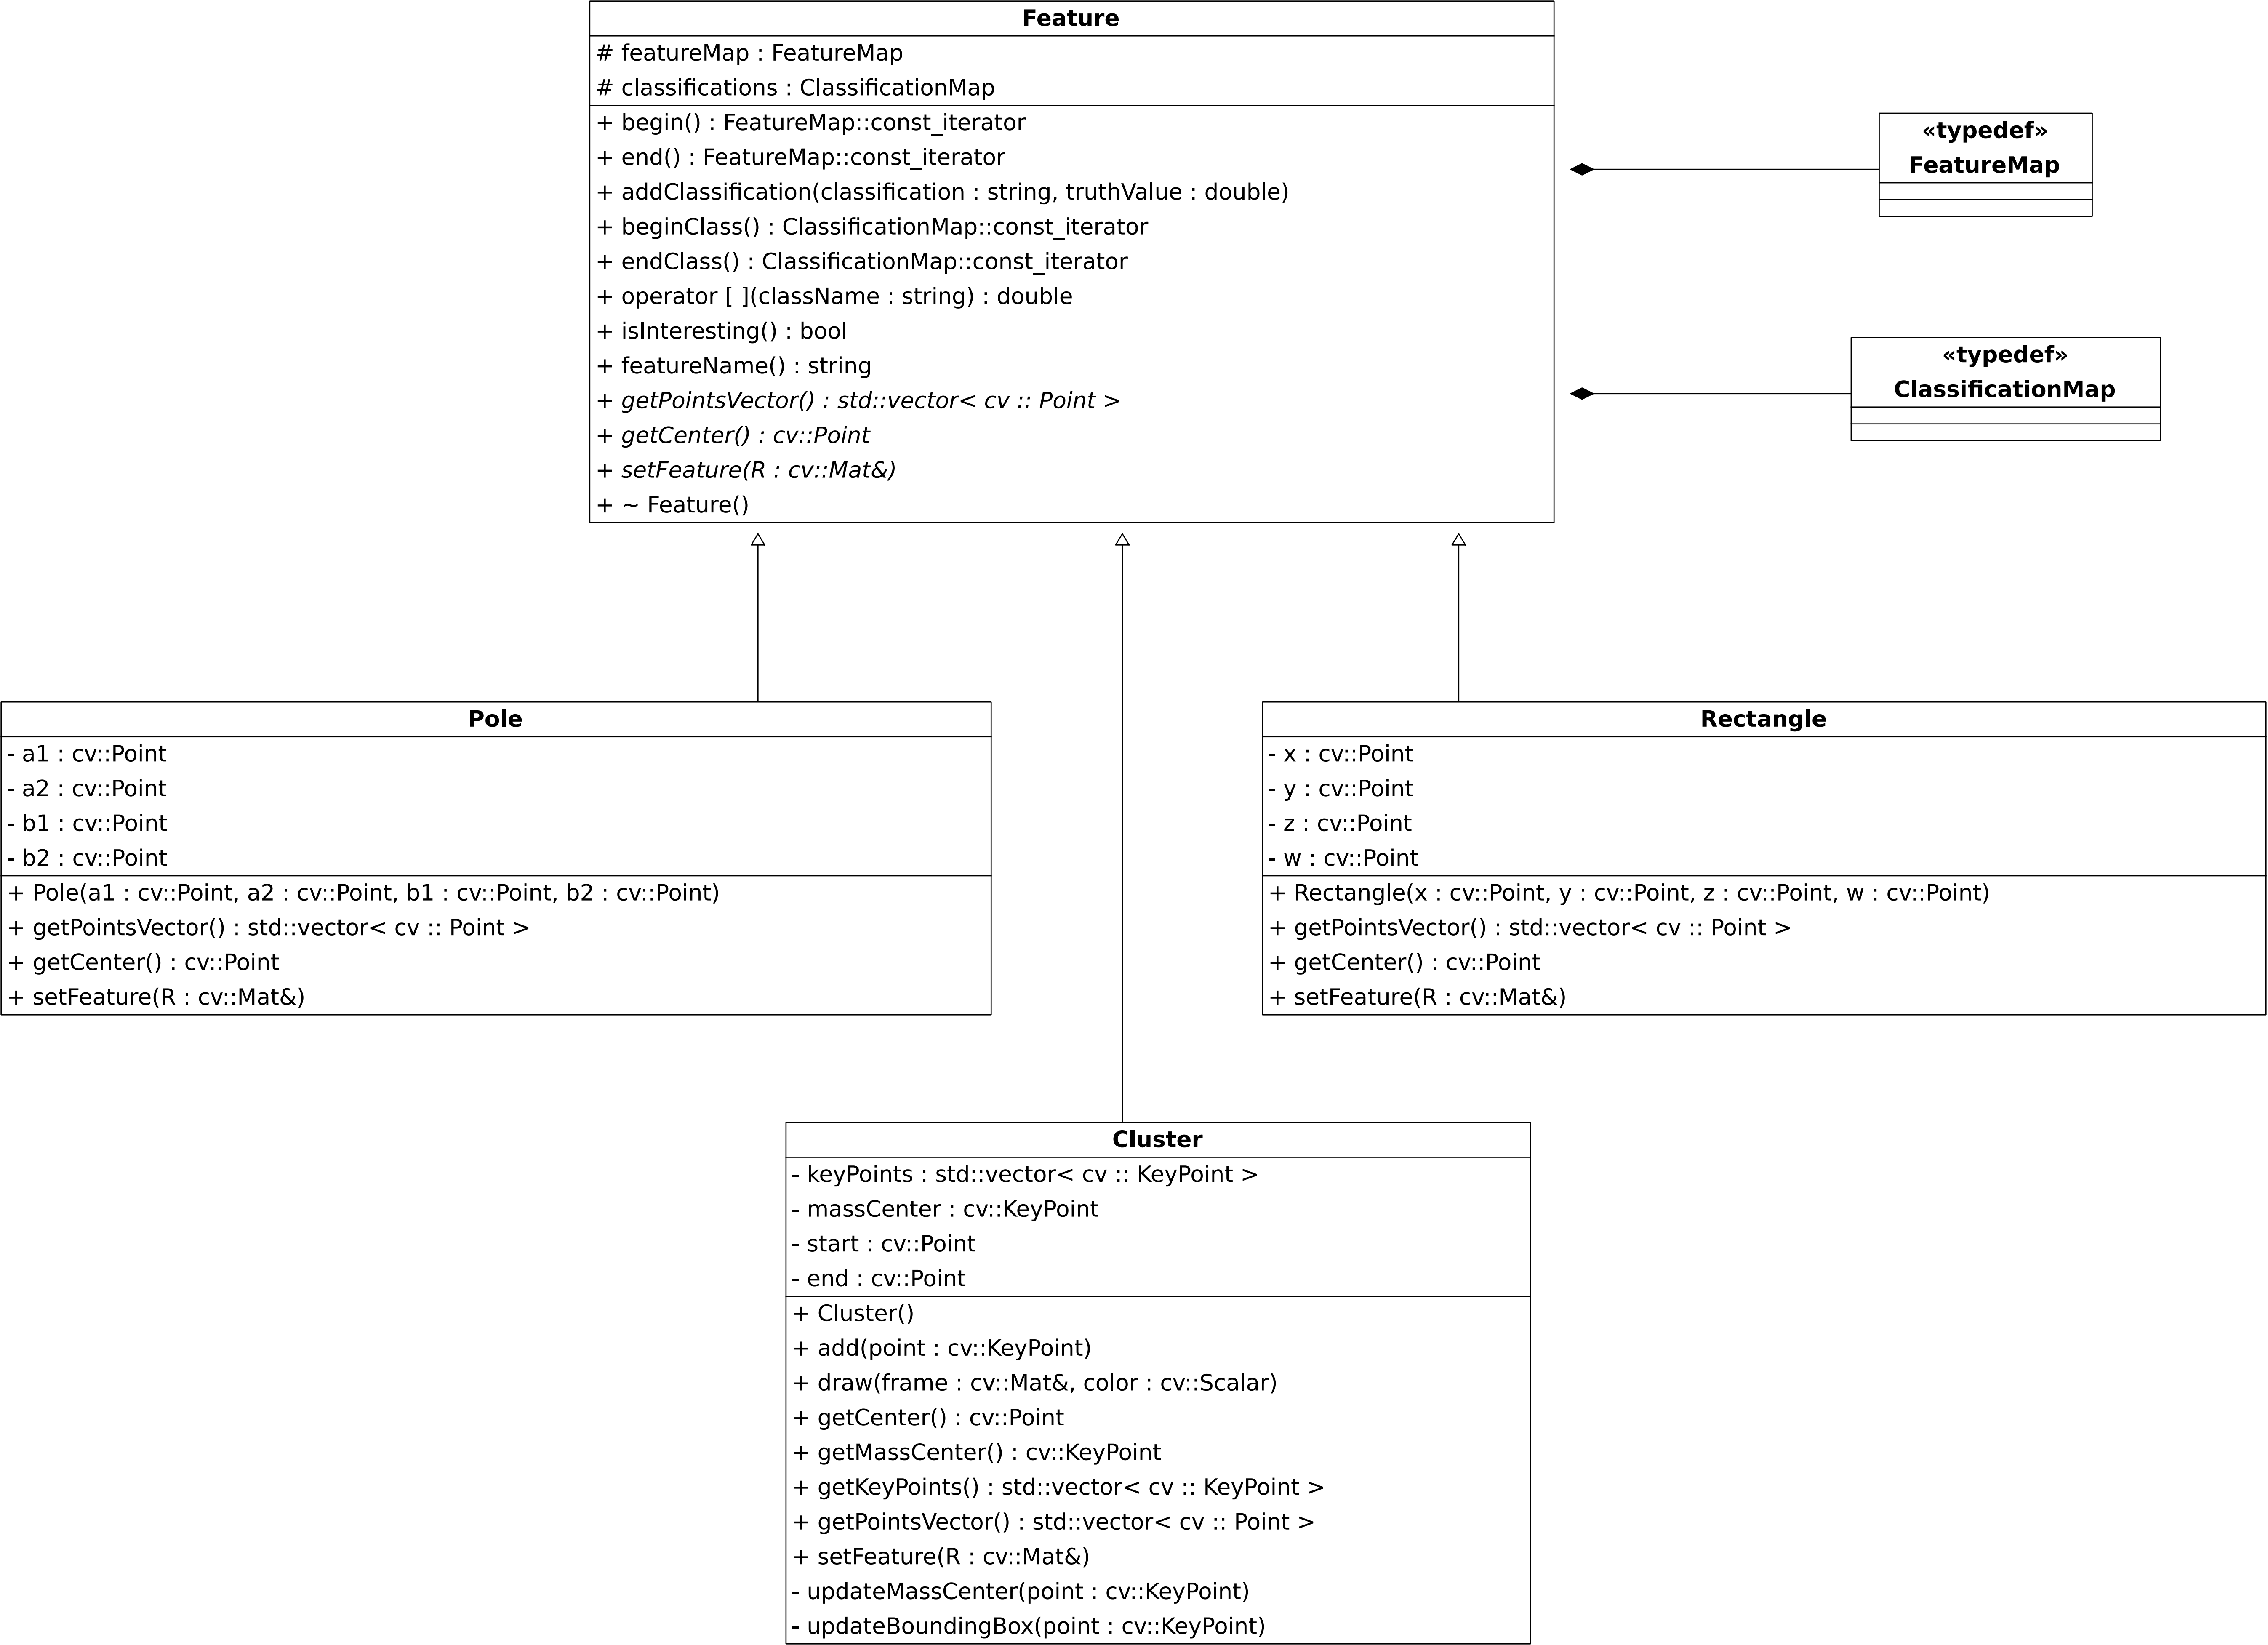 Feature
# featureMap : FeatureMap
# classifications : ClassificationMap
+ begin() : FeatureMap::const_iterator
+ end() : FeatureMap::const_iterator
+ addClassification(classification : string, truthValue : double)
+ beginClass() : ClassificationMap::const_iterator
+ endClass() : ClassificationMap::const_iterator
+ operator [ ](className : string) : double
+ isInteresting() : bool
+ featureName() : string
+ getPointsVector() : std::vector< cv :: Point >
+ getCenter() : cv::Point
+ setFeature(R : cv::Mat&)
+ ~ Feature()
«typedef»
FeatureMap
«typedef»
ClassificationMap
Pole
- a1 : cv::Point
- a2 : cv::Point
- b1 : cv::Point
- b2 : cv::Point
+ Pole(a1 : cv::Point, a2 : cv::Point, b1 : cv::Point, b2 : cv::Point)
+ getPointsVector() : std::vector< cv :: Point >
+ getCenter() : cv::Point
+ setFeature(R : cv::Mat&)
Rectangle
- x : cv::Point
- y : cv::Point
- z : cv::Point
- w : cv::Point
+ Rectangle(x : cv::Point, y : cv::Point, z : cv::Point, w : cv::Point)
+ getPointsVector() : std::vector< cv :: Point >
+ getCenter() : cv::Point
+ setFeature(R : cv::Mat&)
Cluster
- keyPoints : std::vector< cv :: KeyPoint >
- massCenter : cv::KeyPoint
- start : cv::Point
- end : cv::Point
+ Cluster()
+ add(point : cv::KeyPoint)
+ draw(frame : cv::Mat&, color : cv::Scalar)
+ getCenter() : cv::Point
+ getMassCenter() : cv::KeyPoint
+ getKeyPoints() : std::vector< cv :: KeyPoint >
+ getPointsVector() : std::vector< cv :: Point >
+ setFeature(R : cv::Mat&)
- updateMassCenter(point : cv::KeyPoint)
- updateBoundingBox(point : cv::KeyPoint)